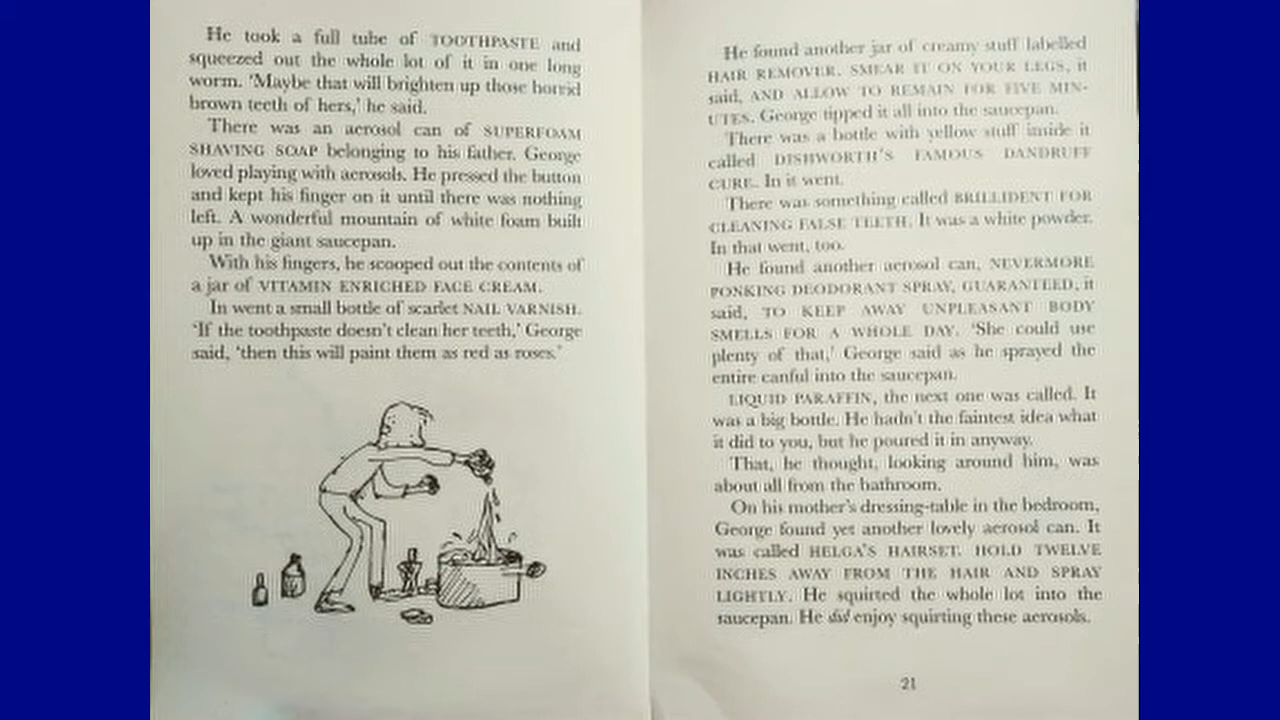 He took a full tube of TOOTHPASTE and
squeezed out the whole lot of it in one long
worm. 'Maybe that will brighten up those horrid
brown teeth of hers,' he said.
There was an aerosol can of SUPERFOAM
SHAVING SOAP belonging to his father. George
loved playing with aerosols. He pressed the button
and kept his finger on it until there was nothing
left. A wonderful mountain of white foam built
up in the giant saucepan.
With his fingers, he scooped out the contents of
a jar of VITAMIN ENRICHED FACE CREAM.
In went a small bottle of scarlet NAIL VARNISH.
'If the toothpaste doesn't clean her teeth,' George
said, 'then this will paint them as red as roses.'
He found another jar of creamy stuff labelled
HAIR REMOVER. SMEAR IT ON YOUR LEGS, it
said, AND ALLOW TO REMAIN FOR FIVE MIN-
UTES. George tipped it all into the saucepan.
There was a bottle with yellow stuff inside it
called DISHWORTH'S FAMOUS DANDRUFF
CURE. In it went.
There was something called BRILLIDENT FOR
CLEANING FALSE TEETH. It was a white powder.
In that went, too.
He found another aerosol can, NEVERMORE
PONKING DEODORANT SPRAY, GUARANTEED, it
said, TO KEEP AWAY UNPLEASANT BODY
SMELLS FOR A WHOLE DAY. 'She could use
plenty of that,' George said as he sprayed the
entire canful into the saucepan.
LIQUID PARAFFIN, the next one was called. It
was a big bottle. He hadn't the faintest idea what
it did to you, but he poured it in anyway.
That, he thought, looking around him, was
about all from the bathroom.
On his mother's dressing-table in the bedroom,
George found yet another lovely aerosol can. It
was called HELGA'S HAIRSET. HOLD TWELVE
INCHES AWAY FROM THE HAIR AND SPRAY
LIGHTLY. He squirted the whole lot into the
saucepan. He did enjoy squirting these aerosols.
21